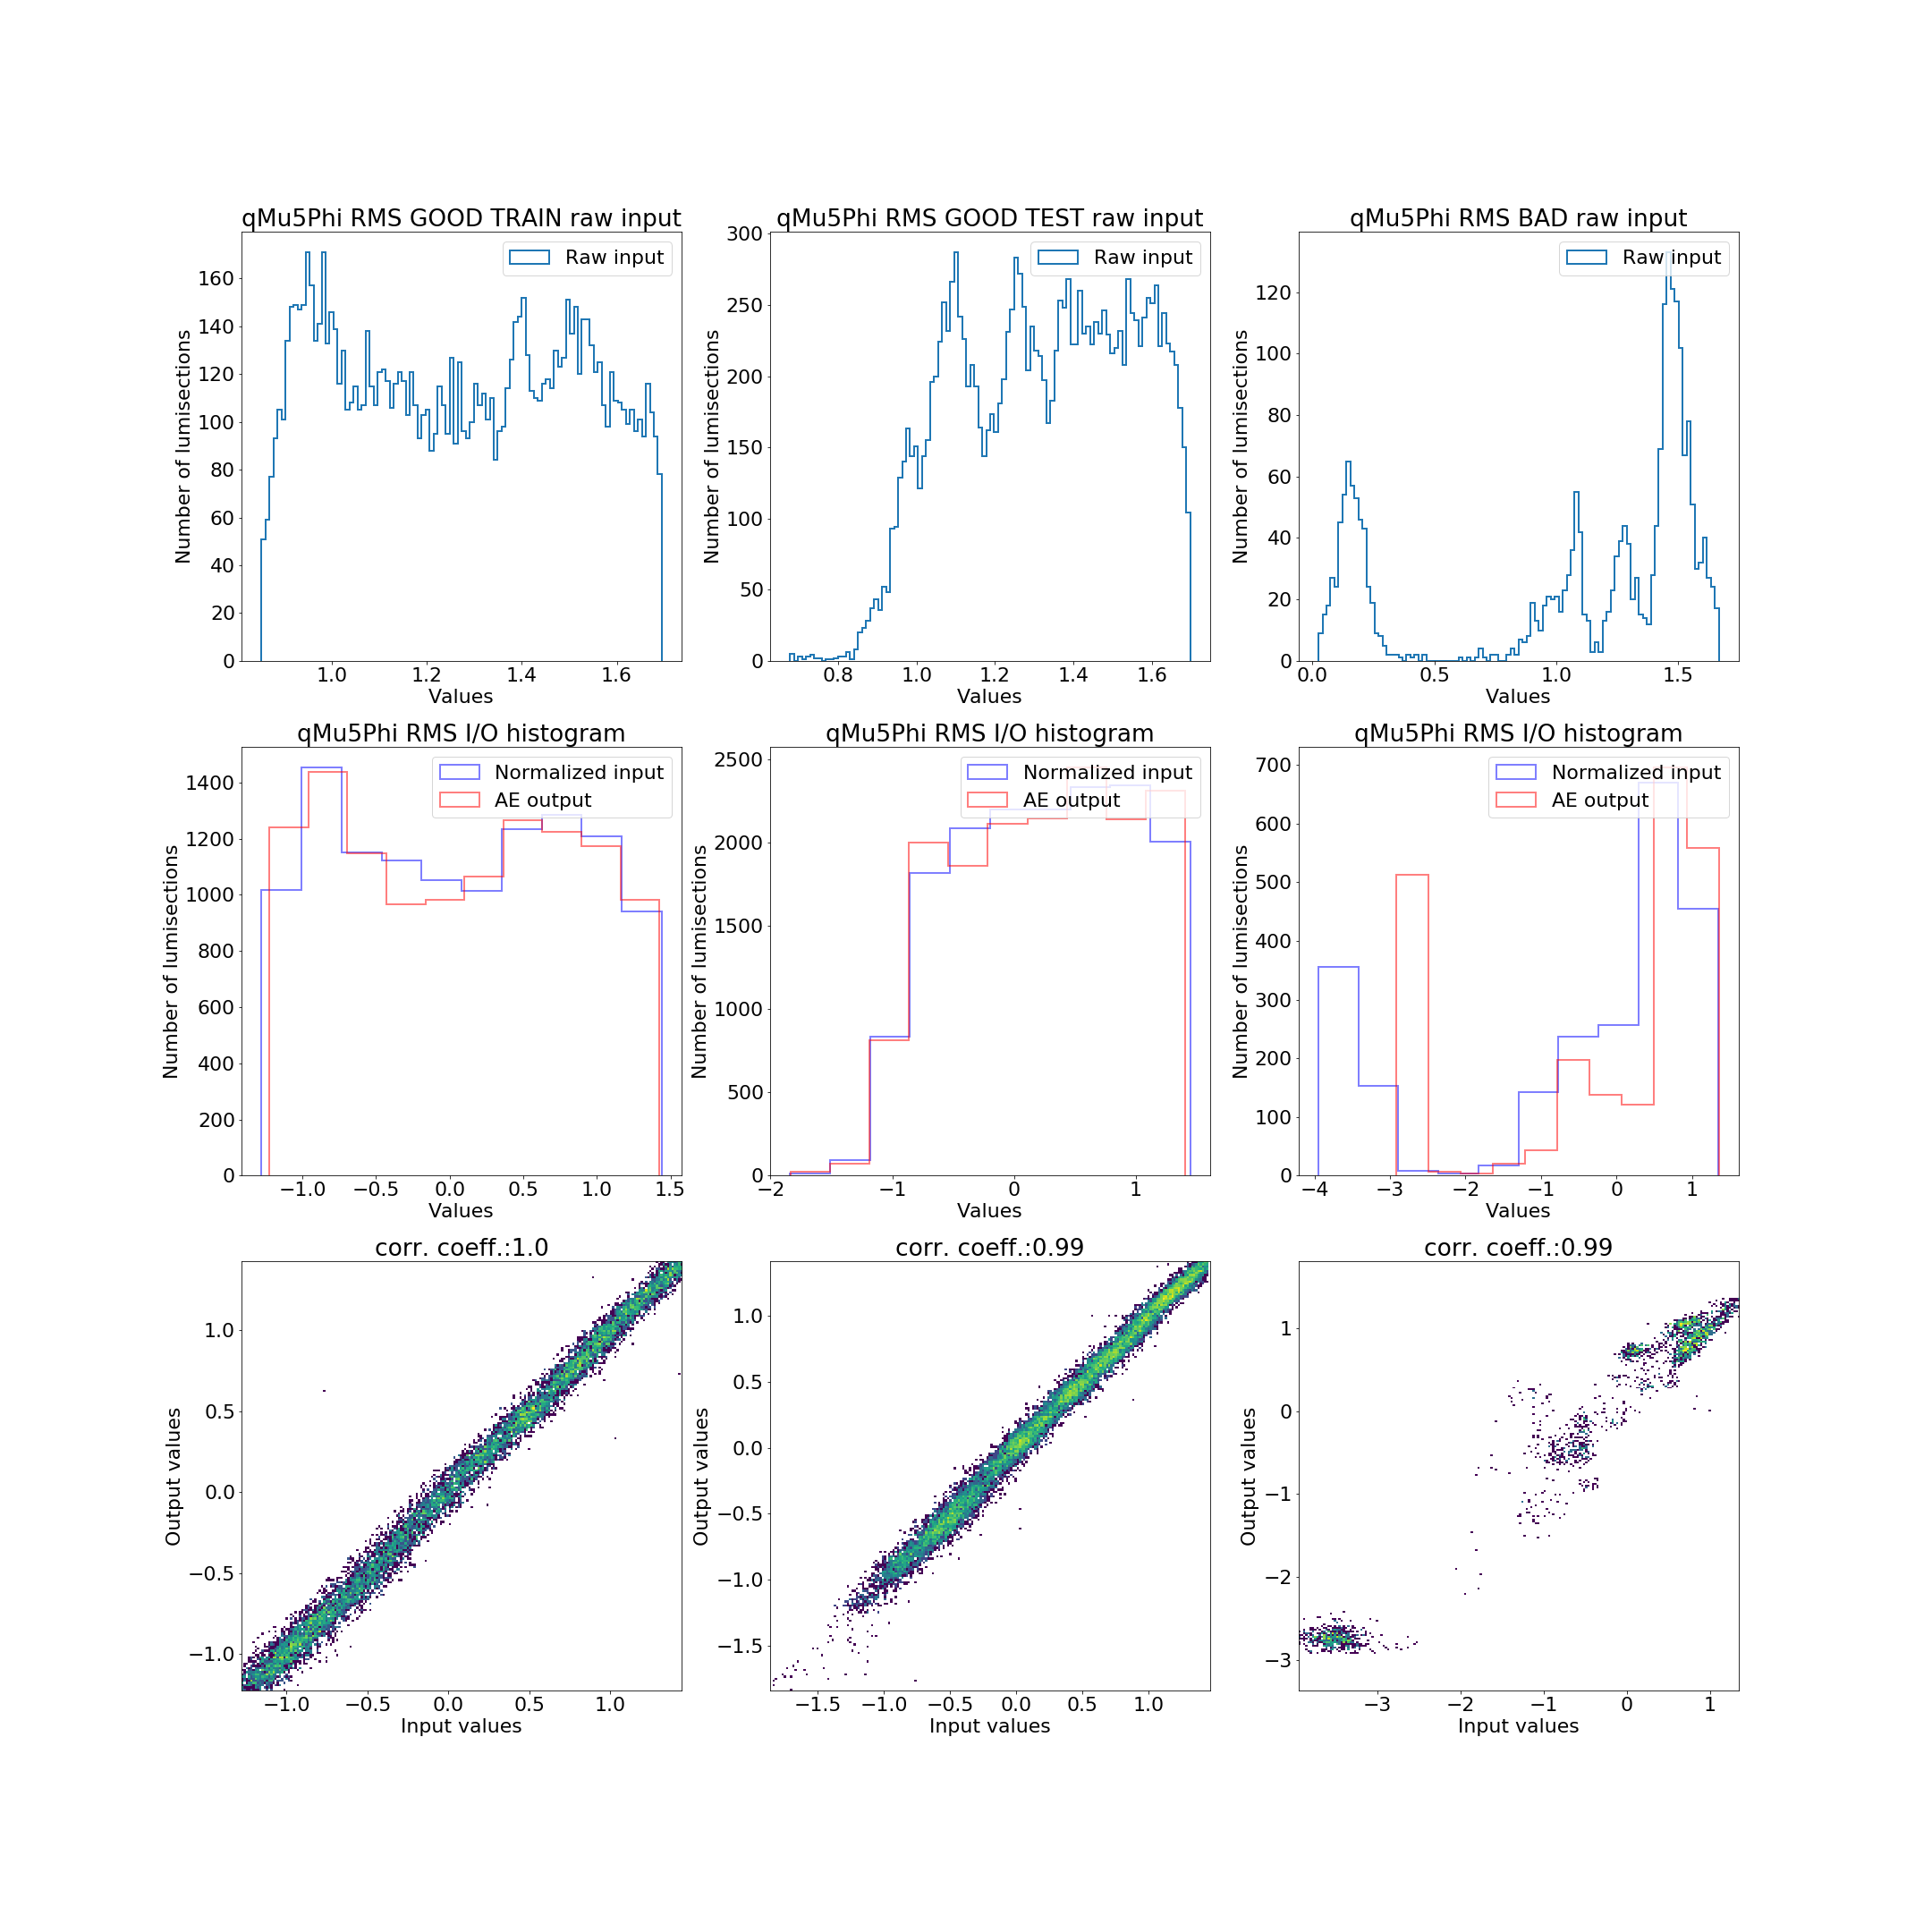 qMu5Phi RMS GOOD TRAIN raw input
Raw input
160
140
120
100
80
60
40
20
0
Number of lumisections
1.0 1.2 1.4 1.6
Values
qMu5Phi RMS GOOD TEST raw input
Raw input
300
250
200
150
100
50
0
Number of lumisections
0.8 1.0 1.2 1.4 1.6
Values
qMu5Phi RMS BAD raw input
Raw input
120
100
80
60
40
20
0
Number of lumisections
0.0 0.5 1.0 1.5
Values
qMu5Phi RMS I/O histogram
Normalized input
AE output
1400
1200
1000
800
600
400
200
0
Number of lumisections
−1.0 −0.5 0.0 0.5 1.0 1.5
Values
qMu5Phi RMS I/O histogram
Normalized input
AE output
2500
2000
1500
1000
500
0
Number of lumisections
−2 −1 0 1
Values
qMu5Phi RMS I/O histogram
Normalized input
AE output
700
600
500
400
300
200
100
0
Number of lumisections
−4 −3 −2 −1 0 1
Values
corr. coeff.:1.0
1.0
0.5
0.0
−0.5
−1.0
Output values
−1.0 −0.5 0.0 0.5 1.0
Input values
corr. coeff.:0.99
1.0
0.5
0.0
−0.5
−1.0
−1.5
Output values
−1.5 −1.0 −0.5 0.0 0.5 1.0
Input values
corr. coeff.:0.99
1
0
−1
−2
−3
Output values
−3 −2 −1 0 1
Input values